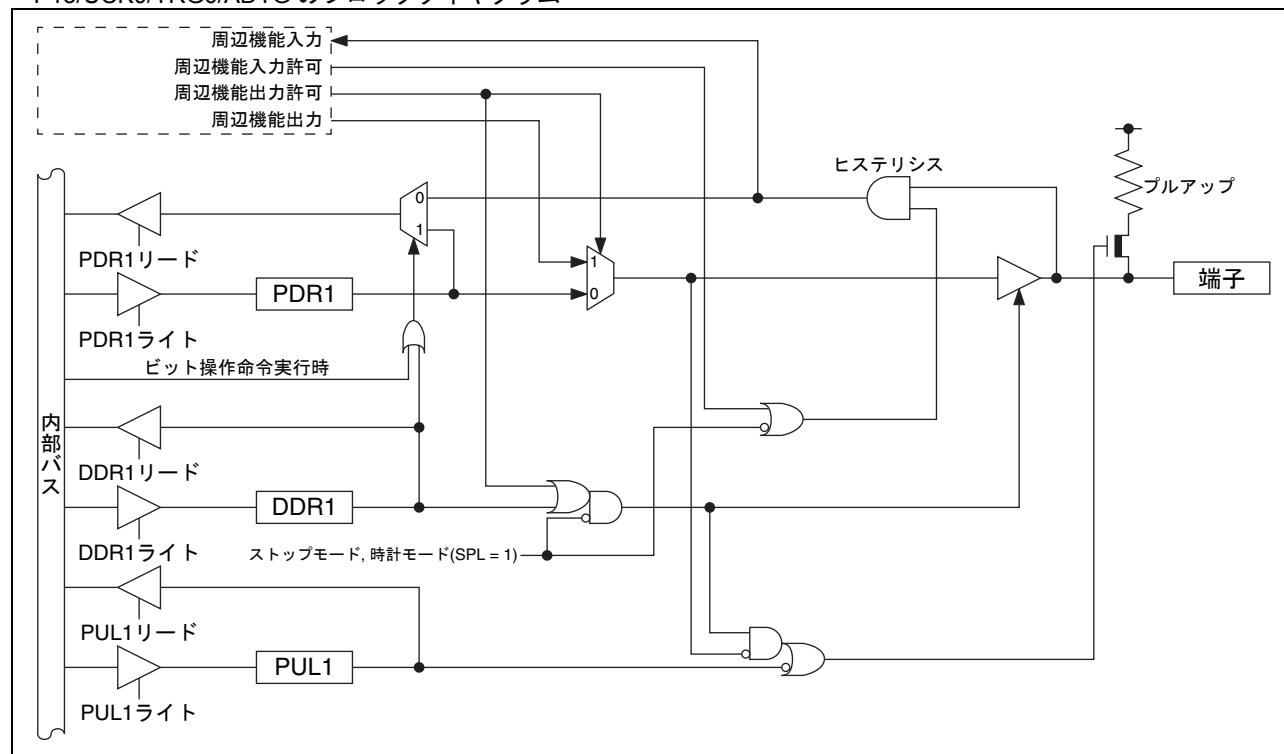 周辺機能入力
周辺機能入力許可
周辺機能出力許可
周辺機能出力
ヒステリシス
プルアップ
0
1
PDR1リード
1
0
端子
PDR1
PDR1ライト
ビット操作命令実行時
内部バス
DDR1リード
DDR1
DDR1ライト
ストップモード, 時計モード(SPL = 1)
PUL1リード
PUL1
PUL1ライト